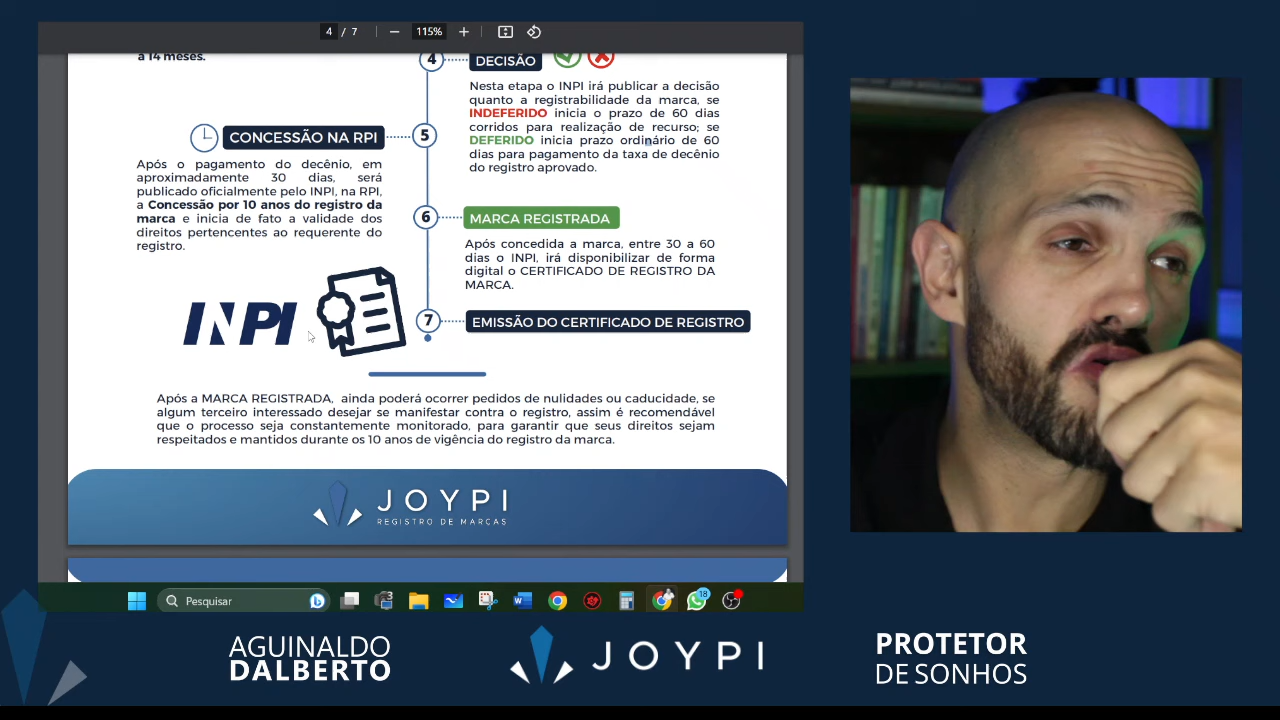 4 / 7
115%
a 14 meses.
4
DECISÃO
Nesta etapa o INPI irá publicar a decisão
quanto a registrabilidade da marca, se
INDEFERIDO inicia o prazo de 60 dias
corridos para realização de recurso; se
DEFERIDO inicia prazo ordinário de 60
dias para pagamento da taxa de decênio
do registro aprovado.
CONCESSÃO NA RPI
5
Após o pagamento do decênio, em
aproximadamente 30 dias, será
publicado oficialmente pelo INPI, na RPI,
a Concessão por 10 anos do registro da
marca e inicia de fato a validade dos
direitos pertencentes ao requerente do
registro.
6
MARCA REGISTRADA
Após concedida a marca, entre 30 a 60
dias o INPI, irá disponibilizar de forma
digital o CERTIFICADO DE REGISTRO DA
MARCA.
INPI
7
EMISSÃO DO CERTIFICADO DE REGISTRO
Após a MARCA REGISTRADA, ainda poderá ocorrer pedidos de nulidades ou caducidade, se
algum terceiro interessado desejar se manifestar contra o registro, assim é recomendável
que o processo seja constantemente monitorado, para garantir que seus direitos sejam
respeitados e mantidos durante os 10 anos de vigência do registro da marca.
JOYPI
REGISTRO DE MARCAS
Pesquisar
18
AGUINALDO
DALBERTO
JOYPI
PROTETOR
DE SONHOS